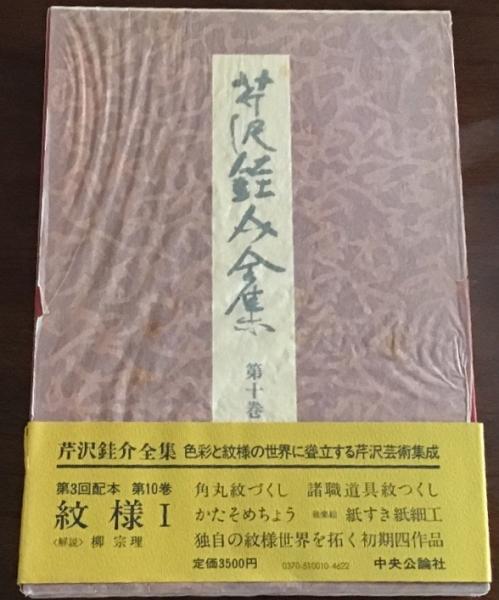 芹沢銈介全集
第十巻
芹沢銈介全集 色彩と紋様の世界に聳立する芹沢芸術集成
第3回配本 第10巻
紋様Ⅰ
〈解説〉柳 宗理
角丸紋づくし 諸職道具紋づくし
かたそめちょう 紙すき紙細工
独自の紋様世界を拓く初期四作品
定価3500円 0370-510010-4622 中央公論社